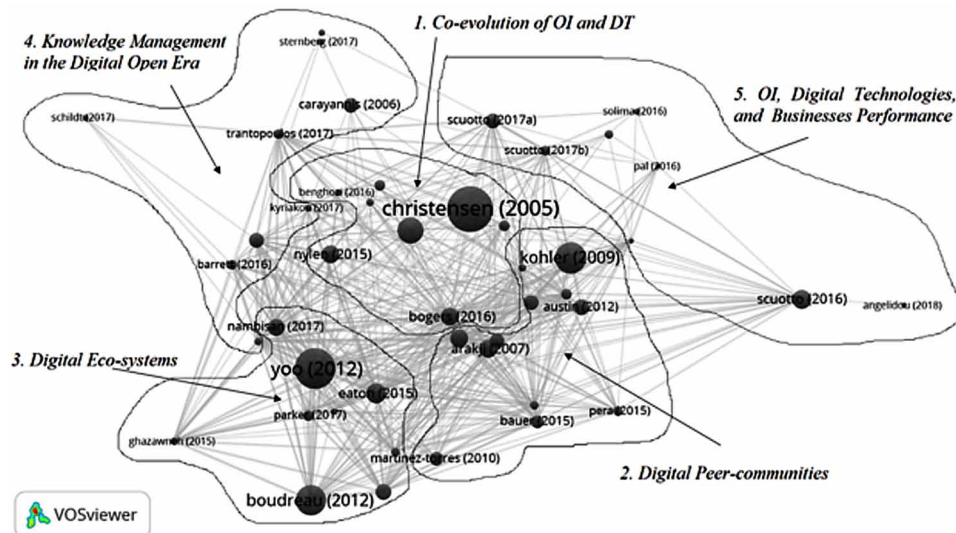 1. Co-evolution of OI and DT
4. Knowledge Management
in the Digital Open Era
sternberg (2017)
carayannis (2006)
schildt (2017)
trantopoulos (2017)
scuotto (2017a)
solima (2016)
5. OI, Digital Technologies,
and Businesses Performance
scuotto (2017b)
pal (2016)
benghozi (2016)
kyriakou (2017)
christensen (2005)
nylen (2015)
kohler (2009)
barrett (2016)
scuotto (2016)
angelidou (2018)
austin (2012)
bogers (2016)
nambisan (2017)
arakji (2007)
3. Digital Eco-systems
yoo (2012)
eaton (2015)
parker (2017)
pera (2015)
bauer (2015)
ghazawneh (2015)
martinez-torres (2010)
2. Digital Peer-communities
boudreau (2012)
VOSviewer